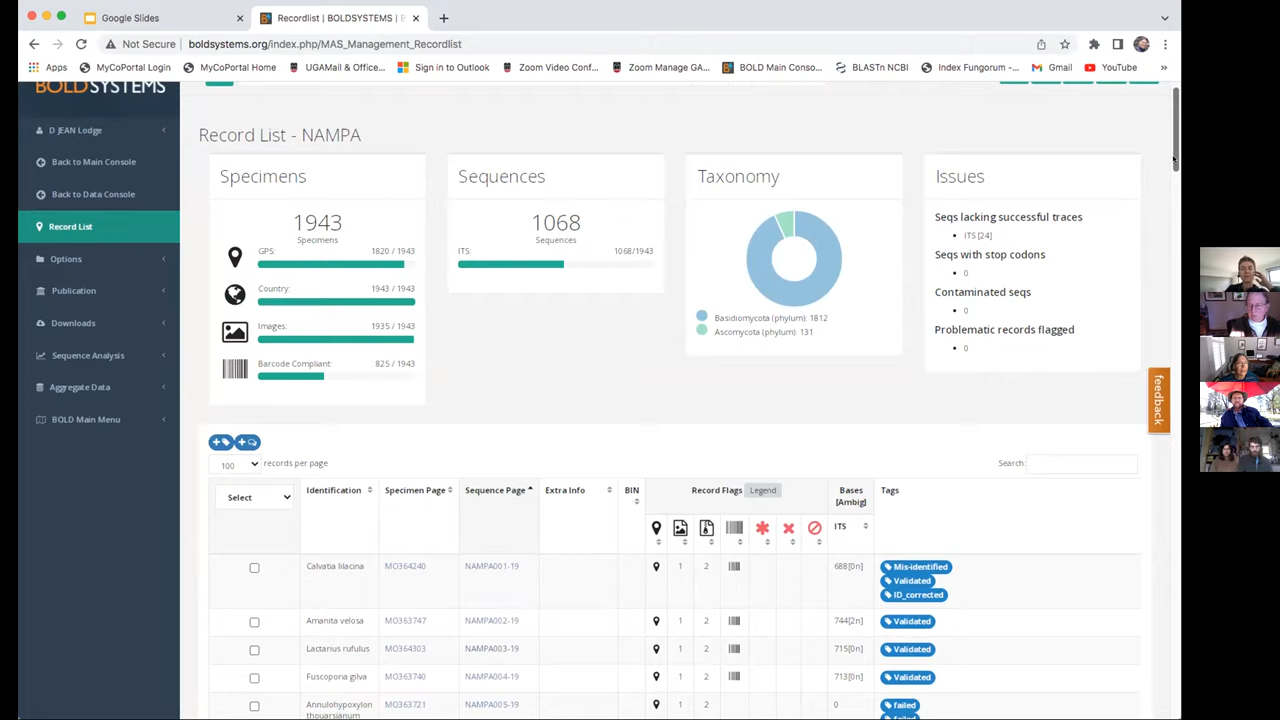 Google Slides
Recordlist | BOLDSYSTEMS | B
Not Secure
boldsystems.org/index.php/MAS_Management_Recordlist
Apps
MyCoPortal Login
MyCoPortal Home
UGAMail & Office...
Sign in to Outlook
Zoom Video Conf...
Zoom Manage GA...
BOLD Main Conso...
BLASTn NCBI
Index Fungorum -...
Gmail
YouTube
»
BOLDSYSTEMS
D JEAN Lodge
Back to Main Console
Back to Data Console
Record List
Options
Publication
Downloads
Sequence Analysis
Aggregate Data
BOLD Main Menu
Record List - NAMPA
Specimens
1943
Specimens
GPS: 1820 / 1943
Country: 1943 / 1943
Images: 1935 / 1943
Barcode Compliant: 825 / 1943
Sequences
1068
Sequences
ITS: 1068/1943
Taxonomy
Basidiomycota (phylum): 1812
Ascomycota (phylum): 131
Issues
Seqs lacking successful traces
ITS [24]
Seqs with stop codons
0
Contaminated seqs
0
Problematic records flagged
0
feedback
100 records per page
Search:
Select
Identification
Specimen Page
Sequence Page
Extra Info
BIN
Record Flags Legend
Bases
[Ambig]
Tags
ITS
Calvatia lilacina MO364240 NAMPA001-19 1 2 688[0n] Mis-identified
Validated
ID_corrected
Amanita velosa MO363747 NAMPA002-19 1 2 744[2n] Validated
Lactarius rufulus MO364303 NAMPA003-19 1 2 715[0n] Validated
Fuscoporia gilva MO363740 NAMPA004-19 1 2 713[0n] Validated
Annulohypoxylon
thouarsianum MO363721 NAMPA005-19 1 2 0 failed
failed